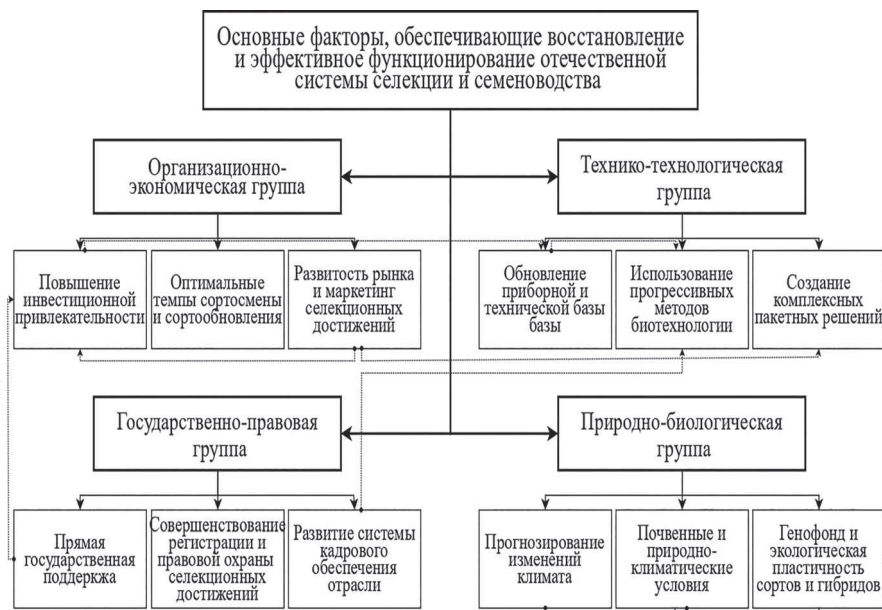 Основные факторы, обеспечивающие восстановление
и эффективное функционирование отечественной
системы селекции и семеноводства
Организационно-
экономическая группа
Технико-технологическая
группа
Повышение
инвестиционной
привлекательности
Оптимальные
темпы сортосмены
и сортообновления
Развитость рынка
и маркетинг
селекционных
достижений
Обновление
приборной и
технической базы
базы
Использование
прогрессивных
методов
биотехнологии
Создание
комплексных
пакетных решений
Государственно-правовая
группа
Природно-биологическая
группа
Прямая
государственная
поддеркжа
Совершенствование
регистрации и
правовой охраны
селекционных
достижений
Развитие системы
кадрового
обеспечения
отрасли
Прогнозирование
изменений
климата
Почвенные и
природно-
климатические
условия
Генофонд и
экологическая
пластичность
сортов и гибридов